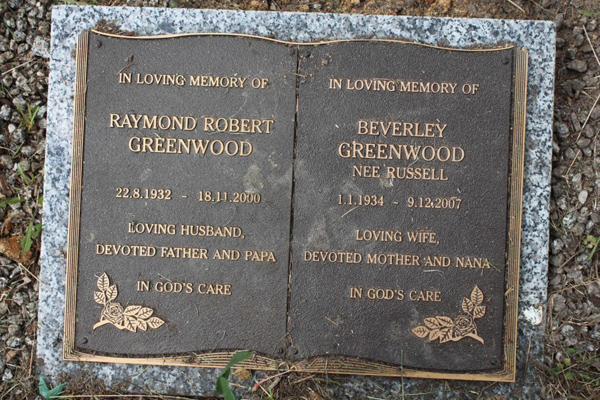 IN LOVING MEMORY OF
RAYMOND ROBERT
GREENWOOD
22.8.1932 - 18.11.2000
LOVING HUSBAND,
DEVOTED FATHER AND PAPA
IN GOD'S CARE
IN LOVING MEMORY OF
BEVERLEY
GREENWOOD
NEE RUSSELL
1.1.1934 - 9.12.2007
LOVING WIFE,
DEVOTED MOTHER AND NANA
IN GOD'S CARE